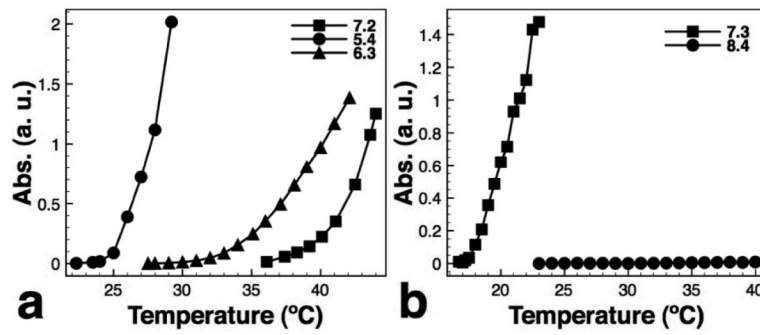 2
1.5
1
0.5
0
Abs. (a. u.)
7.2
5.4
6.3
25 30 35 40
Temperature (ºC)
a
1.4
1.2
1
0.8
0.6
0.4
0.2
0
Abs. (a. u.)
7.3
8.4
20 25 30 35 40
Temperature (ºC)
b